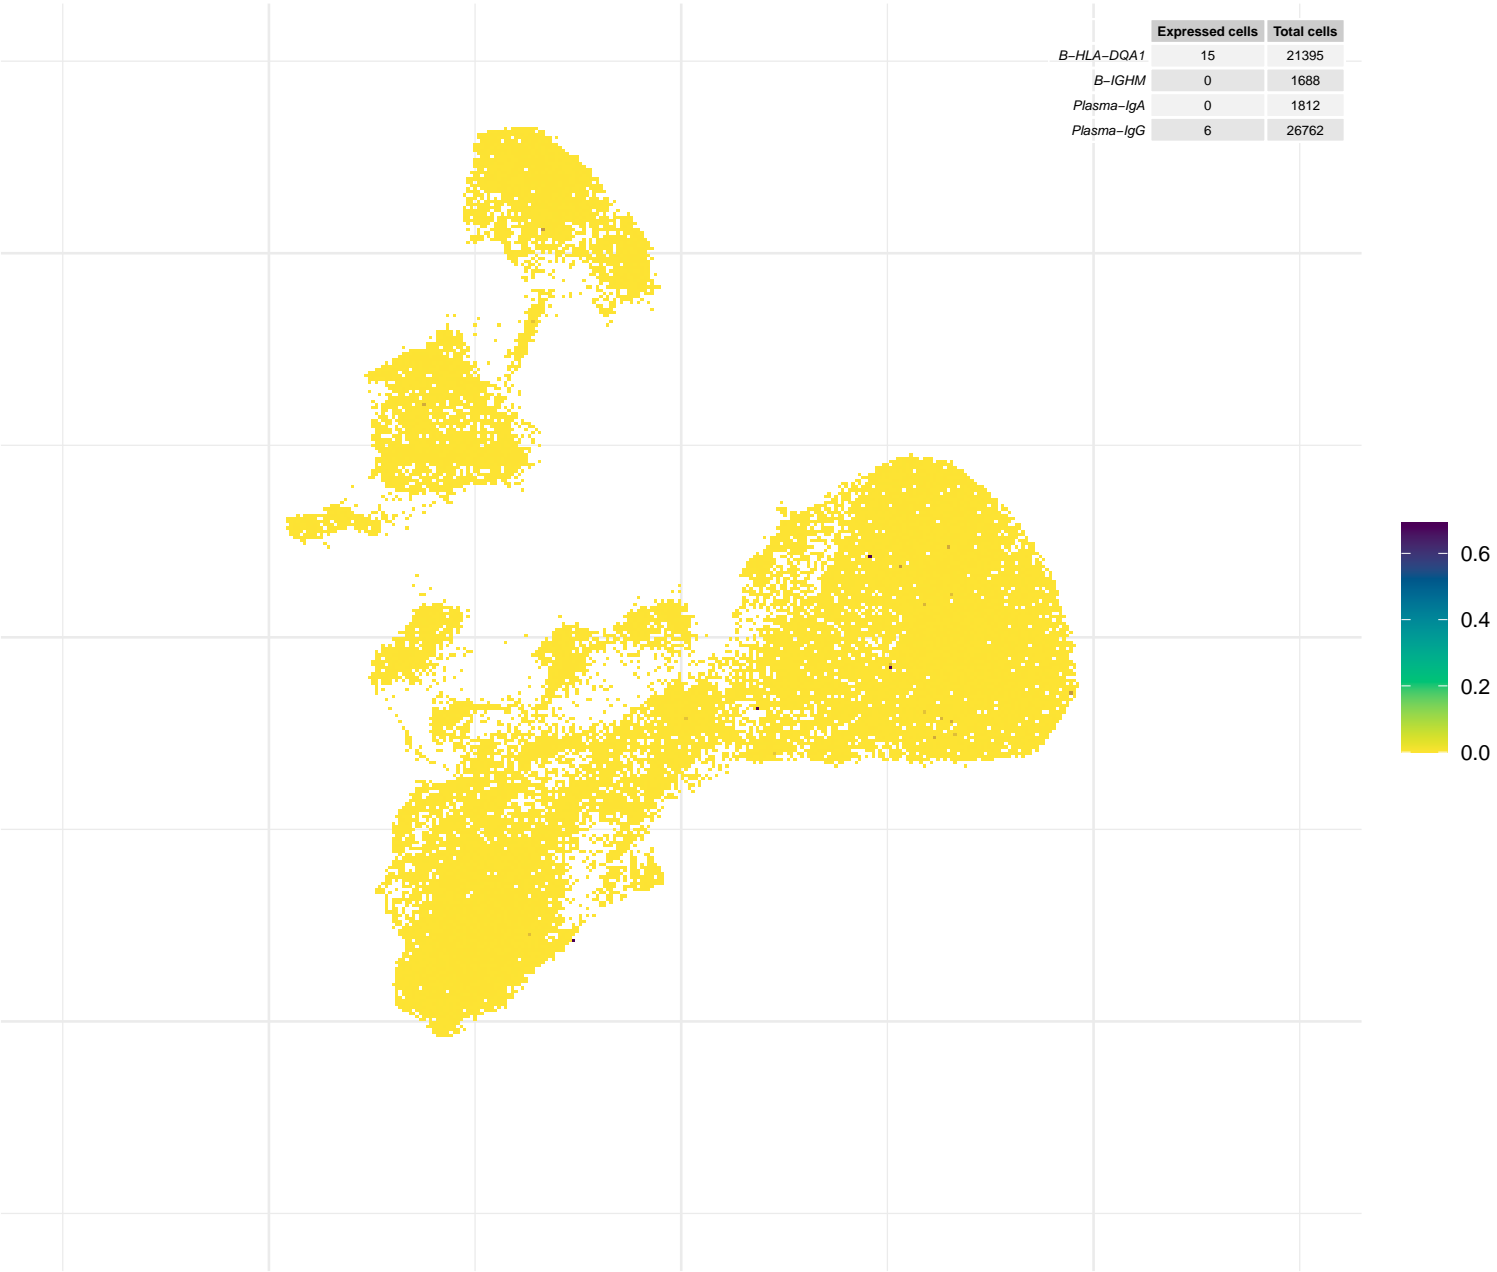 Expressed cells Total cells
B−HLA−DQA1 15 21395
B−IGHM 0 1688
Plasma−IgA 0 1812
Plasma−IgG 6 26762
0.6
0.4
0.2
0.0